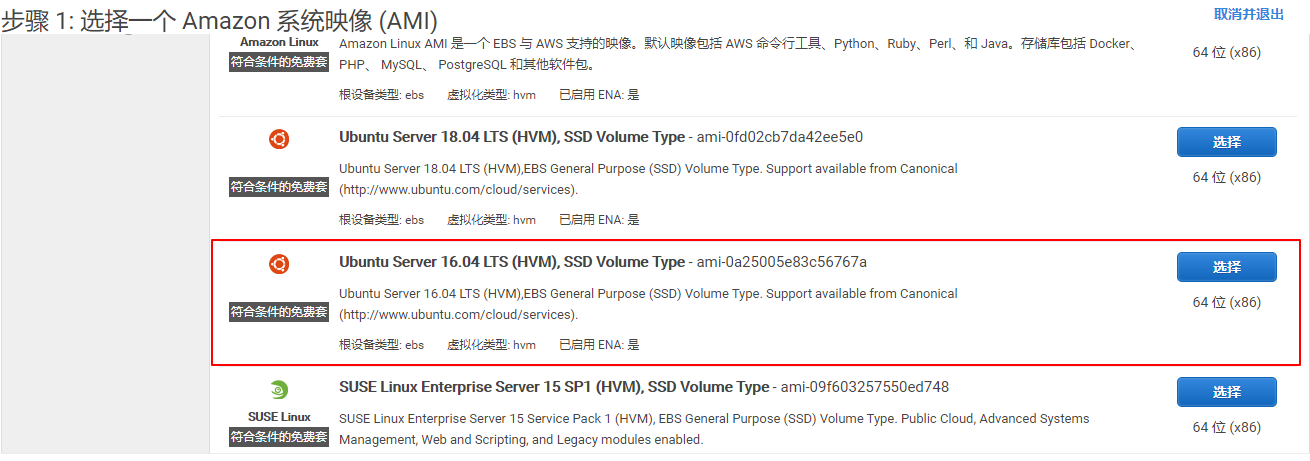 步骤 1: 选择一个 Amazon 系统映像 (AMI)
取消并退出
Amazon Linux
符合条件的免费套
Amazon Linux AMI 是一个 EBS 与 AWS 支持的映像。默认映像包括 AWS 命令行工具、Python、Ruby、Perl、和 Java。存储库包括 Docker、
PHP、 MySQL、 PostgreSQL 和其他软件包。
64 位 (x86)
根设备类型: ebs 虚拟化类型: hvm 已启用 ENA: 是
Ubuntu Server 18.04 LTS (HVM), SSD Volume Type - ami-0fd02cb7da42ee5e0
选择
符合条件的免费套
Ubuntu Server 18.04 LTS (HVM),EBS General Purpose (SSD) Volume Type. Support available from Canonical
(http://www.ubuntu.com/cloud/services).
64 位 (x86)
根设备类型: ebs 虚拟化类型: hvm 已启用 ENA: 是
Ubuntu Server 16.04 LTS (HVM), SSD Volume Type - ami-0a25005e83c56767a
选择
符合条件的免费套
Ubuntu Server 16.04 LTS (HVM),EBS General Purpose (SSD) Volume Type. Support available from Canonical
(http://www.ubuntu.com/cloud/services).
64 位 (x86)
根设备类型: ebs 虚拟化类型: hvm 已启用 ENA: 是
SUSE Linux Enterprise Server 15 SP1 (HVM), SSD Volume Type - ami-09f603257550ed748
选择
SUSE Linux
符合条件的免费套
SUSE Linux Enterprise Server 15 Service Pack 1 (HVM), EBS General Purpose (SSD) Volume Type. Public Cloud, Advanced Systems
Management, Web and Scripting, and Legacy modules enabled.
64 位 (x86)